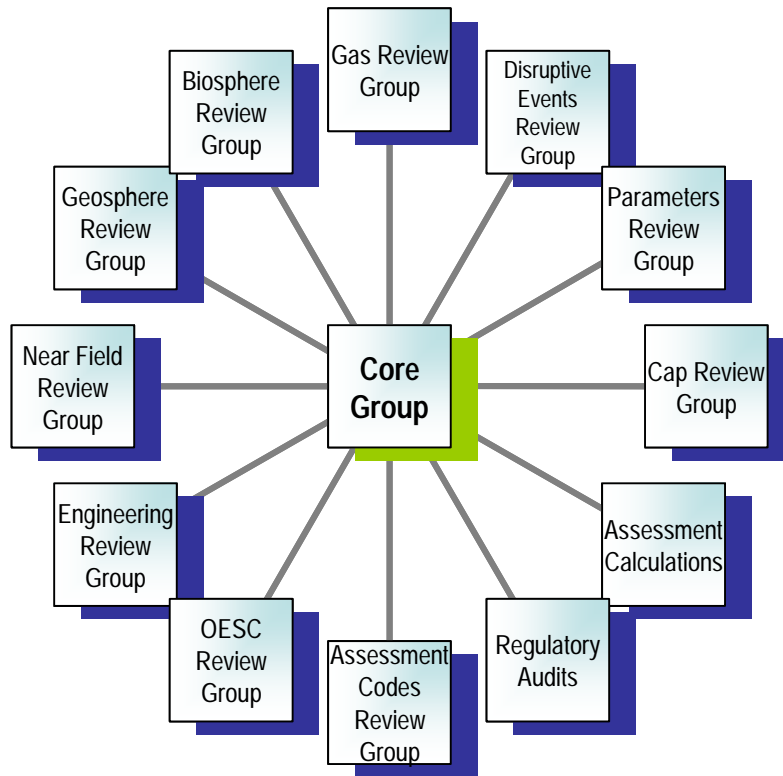 Gas Review
Group
Disruptive
Events
Review
Group
Parameters
Review
Group
Cap Review
Group
Assessment
Calculations
Regulatory
Audits
Assessment
Codes
Review
Group
OESC
Review
Group
Engineering
Review
Group
Near Field
Review
Group
Geosphere
Review
Group
Biosphere
Review
Group
Core
Group